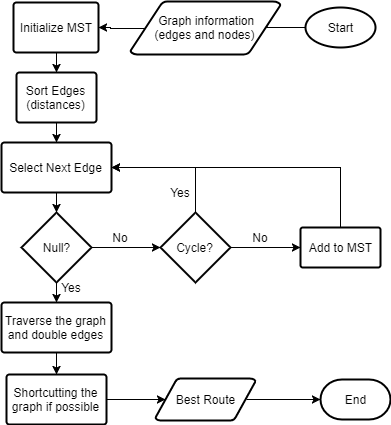 Initialize MST
Graph information
(edges and nodes)
Start
Sort Edges
(distances)
Select Next Edge
Yes
Null?
No
Cycle?
No
Add to MST
Yes
Traverse the graph
and double edges
Shortcutting the
graph if possible
Best Route
End